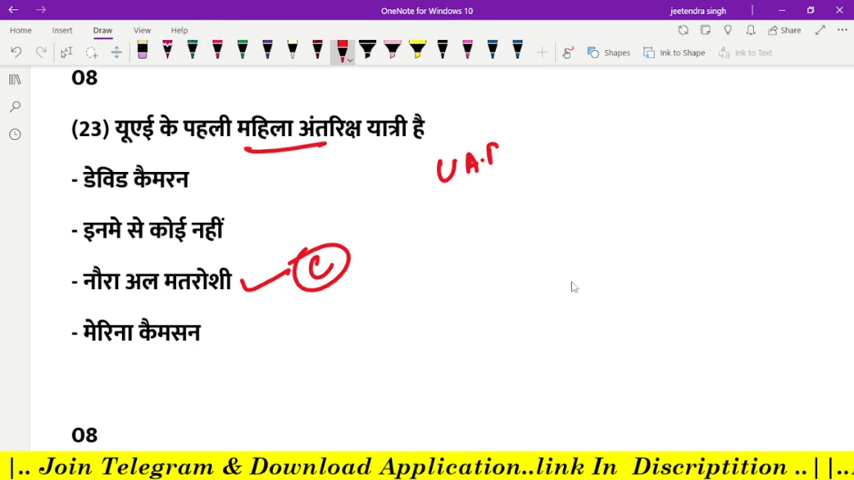 OneNote for Windows 10
jeetendra singh
Home Insert Draw View Help
Share
Shapes Ink to Shape Ink to Text
08
(23) यूएई के पहली महिला अंतरिक्ष यात्री है
U A.
- डेविड कैमरन
- इनमे से कोई नहीं
C
- नौरा अल मतरोशी
- मेरिना कैमसन
08
|.. Join Telegram & Download Application..link In Discriptition ..||..